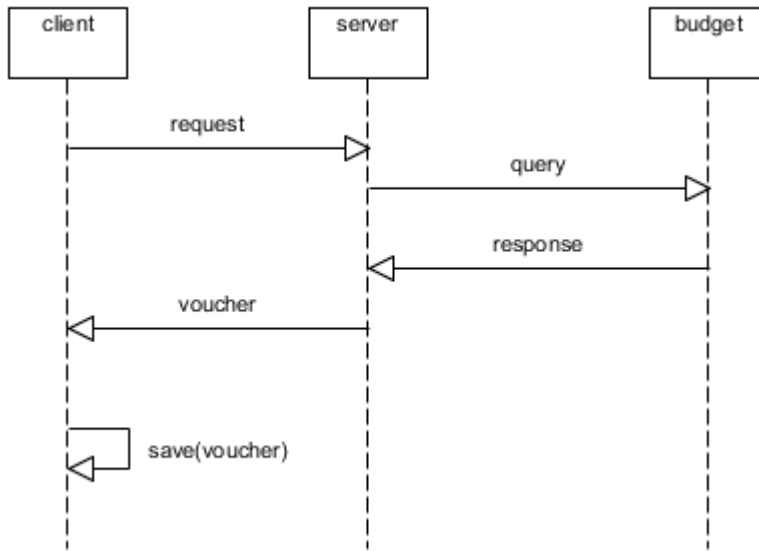 client
server
budget
request
query
response
voucher
save(voucher)